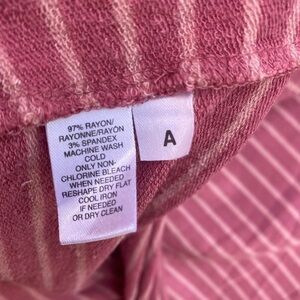 97% RAYON/
RAYONNE/RAYÓN
3% SPANDEX
MACHINE WASH
COLD
ONLY NON-
CHLORINE BLEACH
WHEN NEEDED
RESHAPE DRY FLAT
COOL IRON
IF NEEDED
OR DRY CLEAN
A